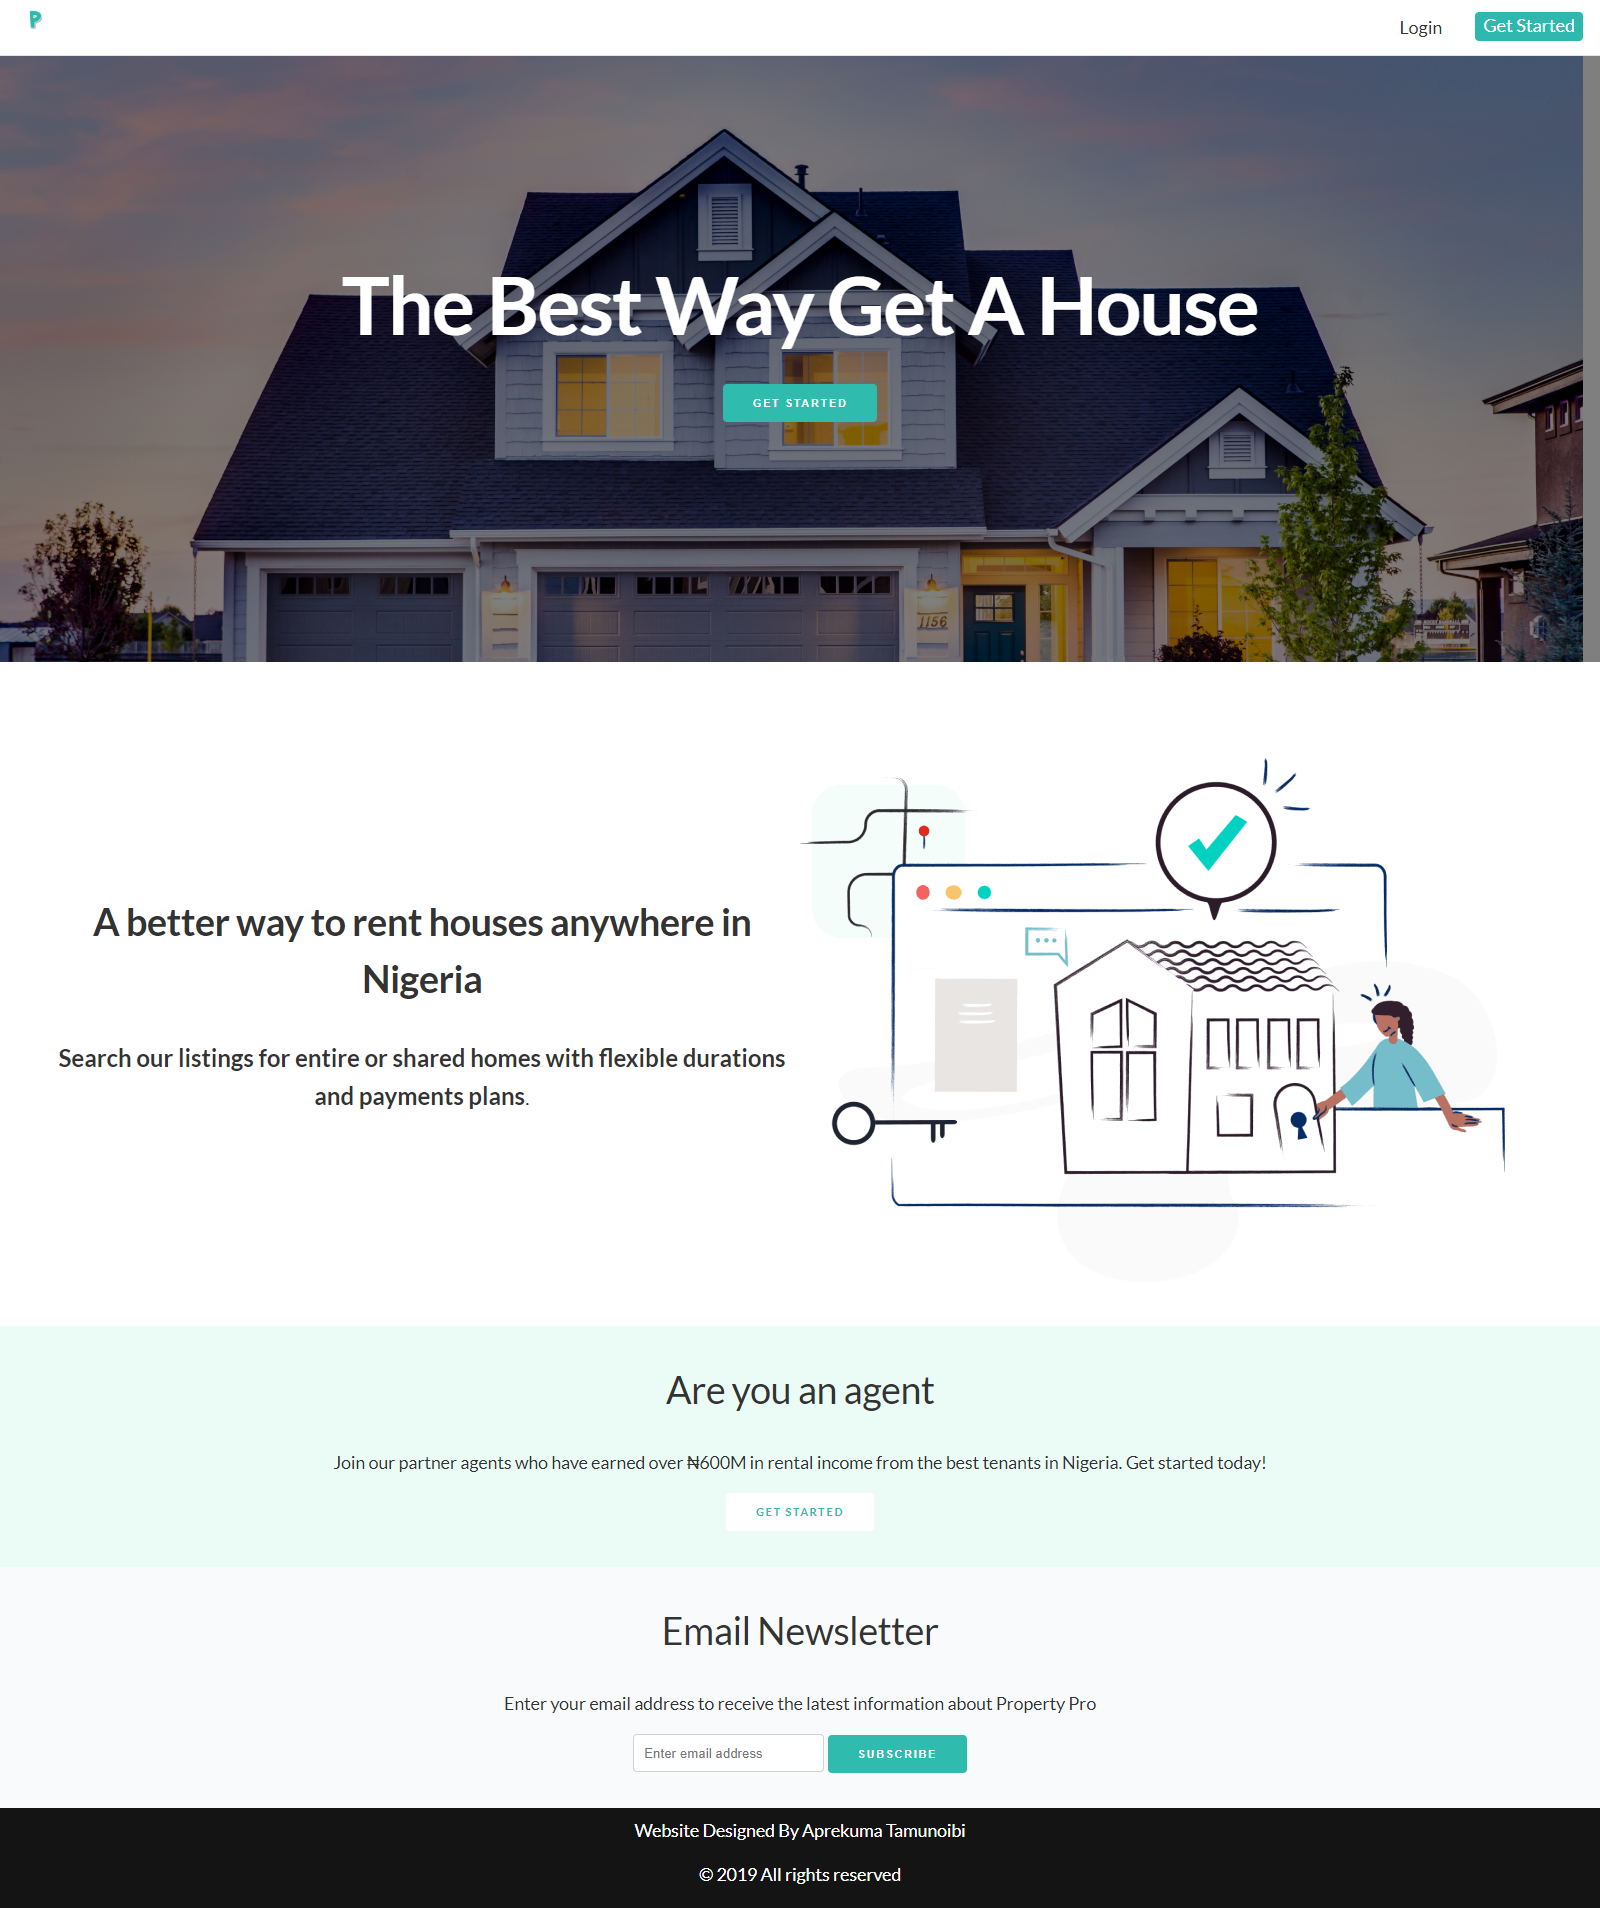 P
Login
Get Started
The Best Way Get A House
GET STARTED
1156
A better way to rent houses anywhere in
Nigeria
Search our listings for entire or shared homes with flexible durations
and payments plans.
Are you an agent
Join our partner agents who have earned over ₦600M in rental income from the best tenants in Nigeria. Get started today!
GET STARTED
Email Newsletter
Enter your email address to receive the latest information about Property Pro
Enter email address
SUBSCRIBE
Website Designed By Aprekuma Tamunoibi
© 2019 All rights reserved